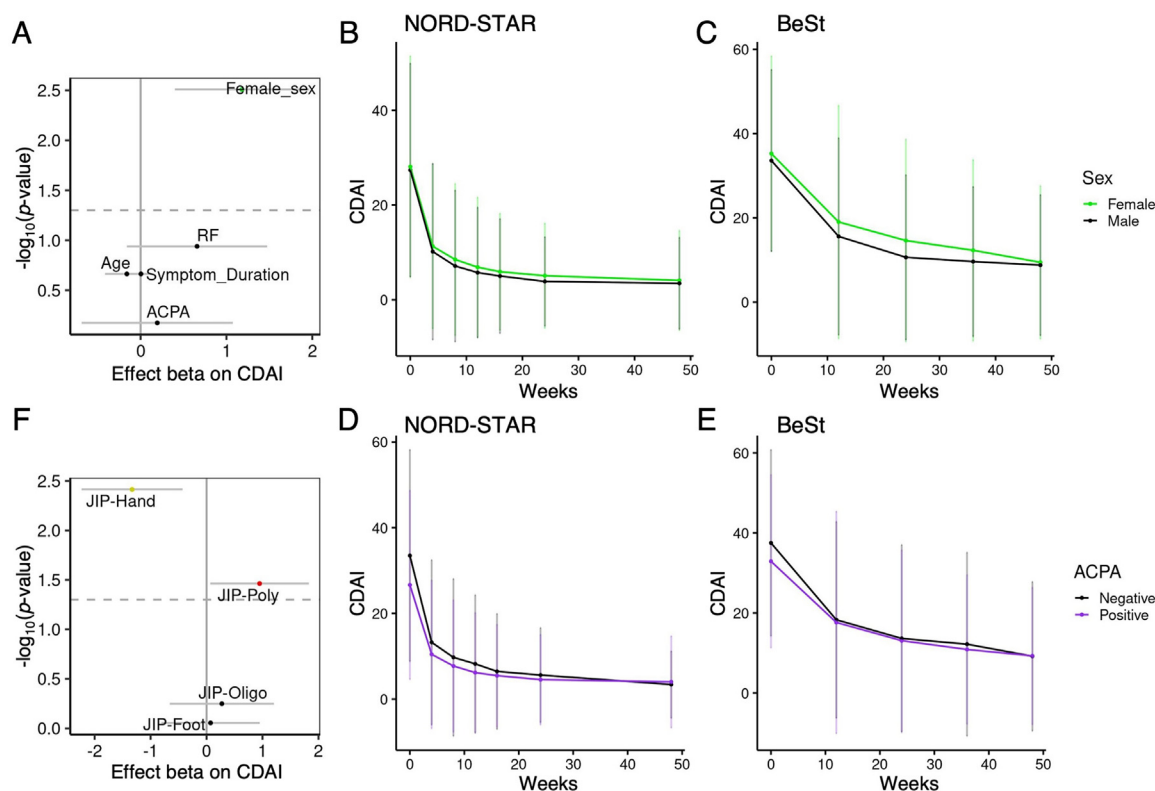 A
2.5
2.0
1.5
1.0
0.5
-log10(p-value)
Female_sex
RF
Age
Symptom_Duration
ACPA
0
1
2
Effect beta on CDAI
B
NORD-STAR
40
20
0
CDAI
0
10
20
30
40
50
Weeks
C
BeSt
60
40
20
0
CDAI
0
10
20
30
40
50
Weeks
Sex
Female
Male
F
2.5
2.0
1.5
1.0
0.5
0.0
-log10(p-value)
JIP-Hand
JIP-Poly
JIP-Oligo
JIP-Foot
-2
-1
0
1
2
Effect beta on CDAI
D
NORD-STAR
60
40
20
0
CDAI
0
10
20
30
40
50
Weeks
E
BeSt
60
40
20
0
CDAI
0
10
20
30
40
50
Weeks
ACPA
Negative
Positive